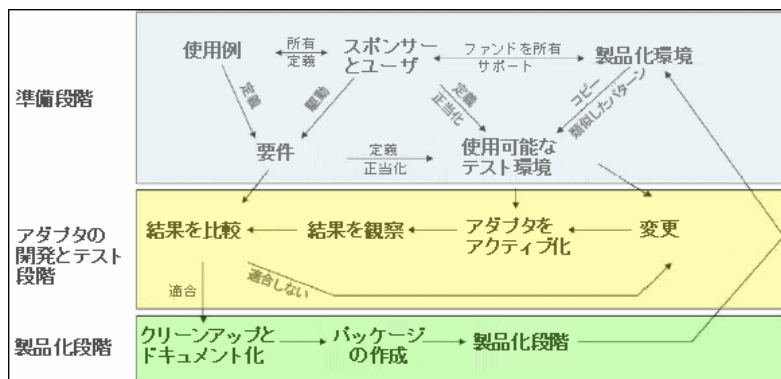 使用例
所有
定義
スポンサー
とユーザ
ファンドを所有
サポート
製品化環境
準備段階
定義
駆動
定義
正当化
コピー
類似したパターン
要件
定義
正当化
使用可能な
テスト環境
アダプタの
開発とテスト
段階
結果を比較
結果を観察
アダプタを
アクティブ化
変更
適合
適合しない
製品化段階
クリーンアップと
ドキュメント化
パッケージ
の作成
製品化段階